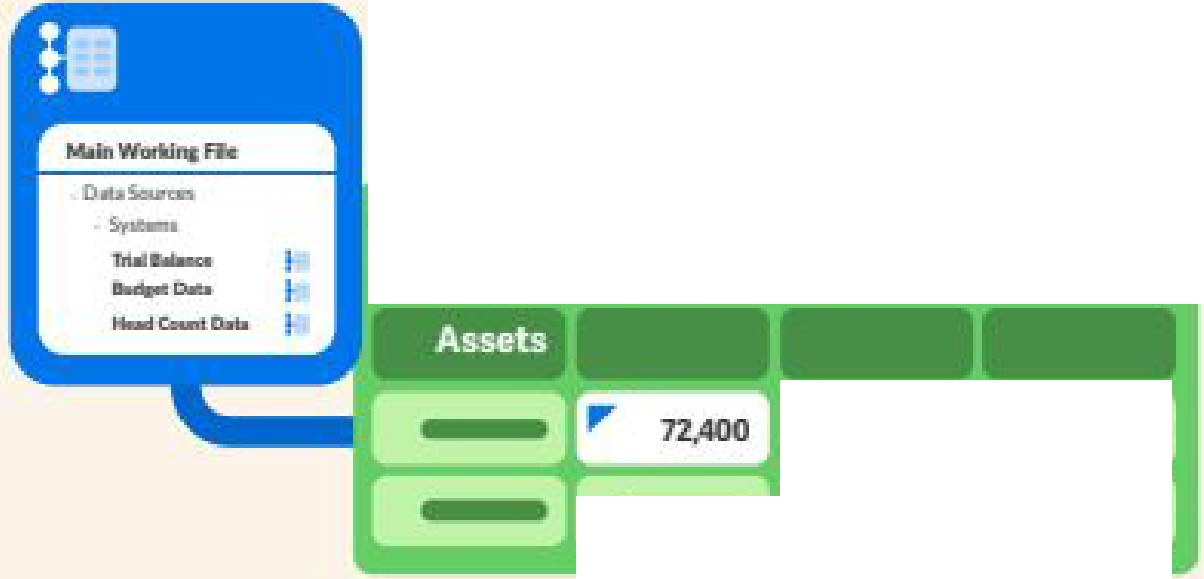 Main Working File
Data Sources
Systems
Trial Balance
Budget Data
Head Count Data
Assets
72,400